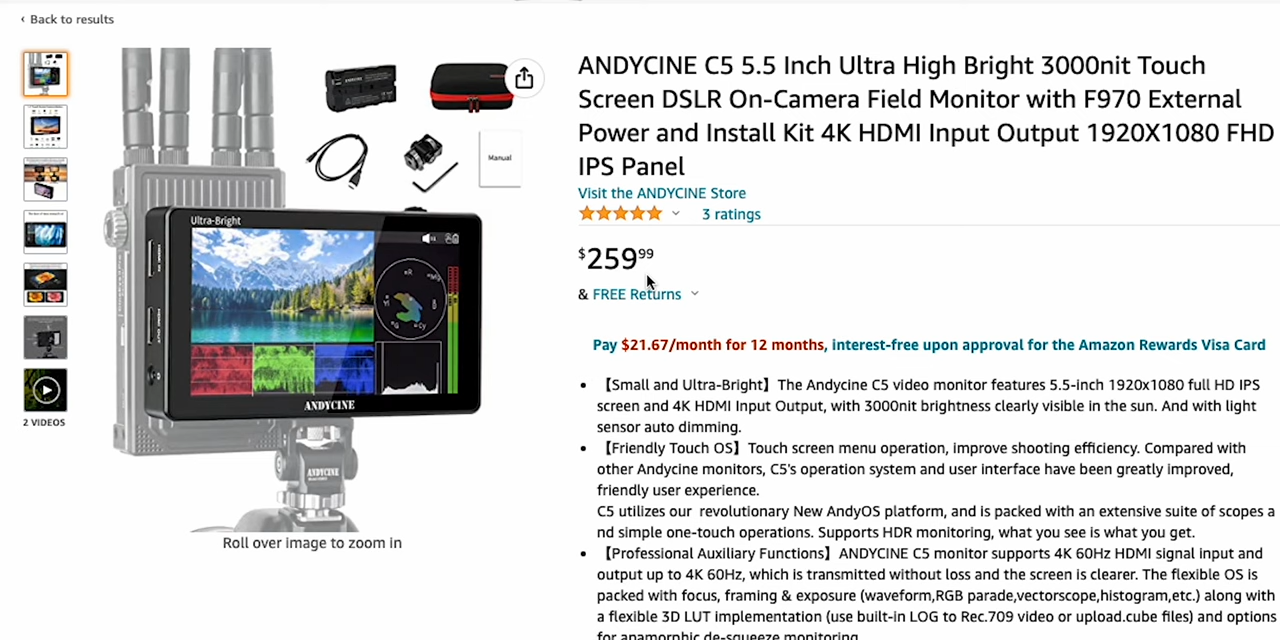 ‹ Back to results
ANDYCINE C5 5.5 Inch Ultra High Bright 3000nit Touch
Screen DSLR On-Camera Field Monitor with F970 External
Power and Install Kit 4K HDMI Input Output 1920X1080 FHD
IPS Panel
Visit the ANDYCINE Store
3 ratings
$259.99
& FREE Returns
Pay $21.67/month for 12 months, interest-free upon approval for the Amazon Rewards Visa Card
• 【Small and Ultra-Bright】The Andycine C5 video monitor features 5.5-inch 1920x1080 full HD IPS
screen and 4K HDMI Input Output, with 3000nit brightness clearly visible in the sun. And with light
sensor auto dimming.
• 【Friendly Touch OS】Touch screen menu operation, improve shooting efficiency. Compared with
other Andycine monitors, C5's operation system and user interface have been greatly improved,
friendly user experience.
C5 utilizes our revolutionary New AndyOS platform, and is packed with an extensive suite of scopes a
nd simple one-touch operations. Supports HDR monitoring, what you see is what you get.
• 【Professional Auxiliary Functions】ANDYCINE C5 monitor supports 4K 60Hz HDMI signal input and
output up to 4K 60Hz, which is transmitted without loss and the screen is clearer. The flexible OS is
packed with focus, framing & exposure (waveform,RGB parade,vectorscope,histogram,etc.) along with
a flexible 3D LUT implementation (use built-in LOG to Rec.709 video or upload.cube files) and options
for anamorphic de-squeeze monitoring.
Manual
Ultra-Bright
ANDYCINE
ANDYCINE
2 VIDEOS
Roll over image to zoom in